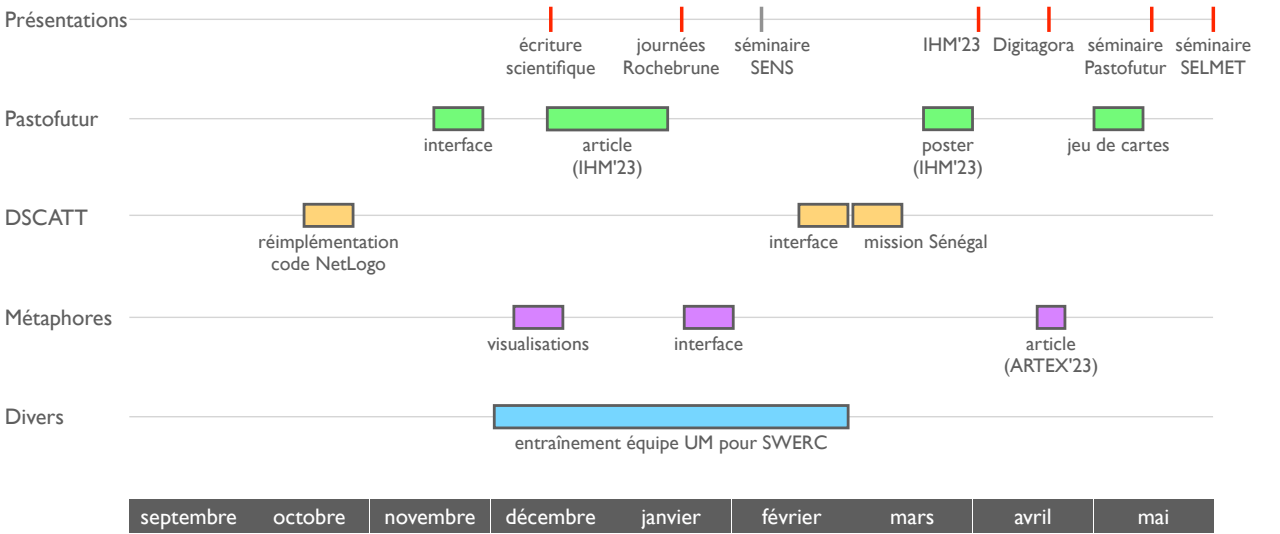 Présentations
écriture
scientifique
journées
Rochebrune
séminaire
SENS
IHM'23
Digitagora
séminaire
Pastofutur
séminaire
SELMET
Pastofutur
interface
article
(IHM'23)
poster
(IHM'23)
jeu de cartes
DSCATT
réimplémentation
code NetLogo
interface
mission Sénégal
Métaphores
visualisations
interface
article
(ARTEX'23)
Divers
entraînement équipe UM pour SWERC
septembre octobre novembre décembre janvier février mars avril mai